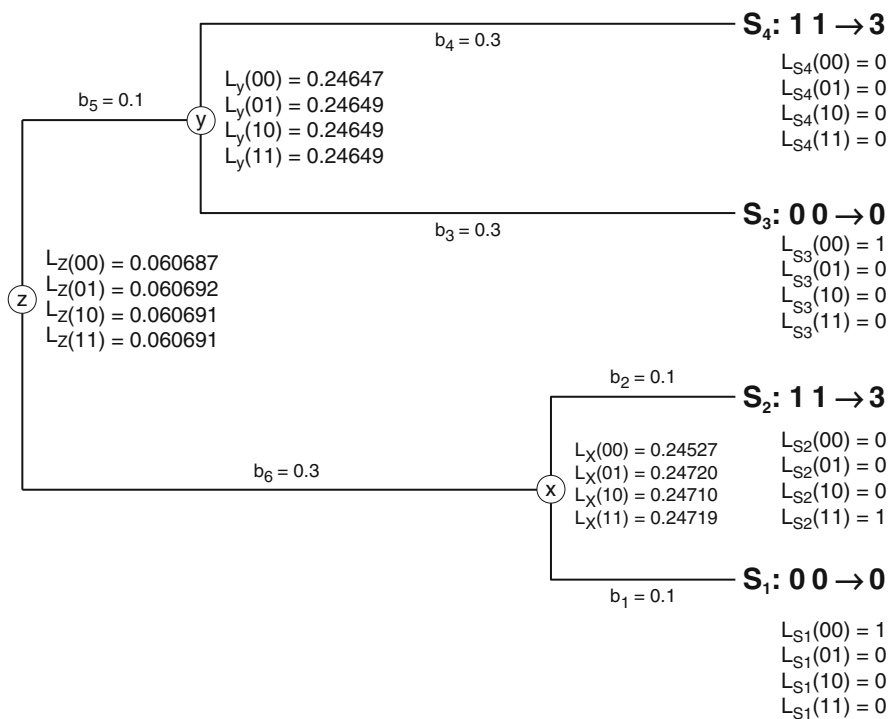 b4 = 0.3
S4: 1 1 → 3
LS4(00) = 0
LS4(01) = 0
LS4(10) = 0
LS4(11) = 0
b5 = 0.1
y
Ly(00) = 0.24647
Ly(01) = 0.24649
Ly(10) = 0.24649
Ly(11) = 0.24649
b3 = 0.3
S3: 0 0 → 0
LS3(00) = 1
LS3(01) = 0
LS3(10) = 0
LS3(11) = 0
z
LZ(00) = 0.060687
LZ(01) = 0.060692
LZ(10) = 0.060691
LZ(11) = 0.060691
b2 = 0.1
S2: 1 1 → 3
LS2(00) = 0
LS2(01) = 0
LS2(10) = 0
LS2(11) = 1
b6 = 0.3
x
LX(00) = 0.24527
LX(01) = 0.24720
LX(10) = 0.24710
LX(11) = 0.24719
b1 = 0.1
S1: 0 0 → 0
LS1(00) = 1
LS1(01) = 0
LS1(10) = 0
LS1(11) = 0